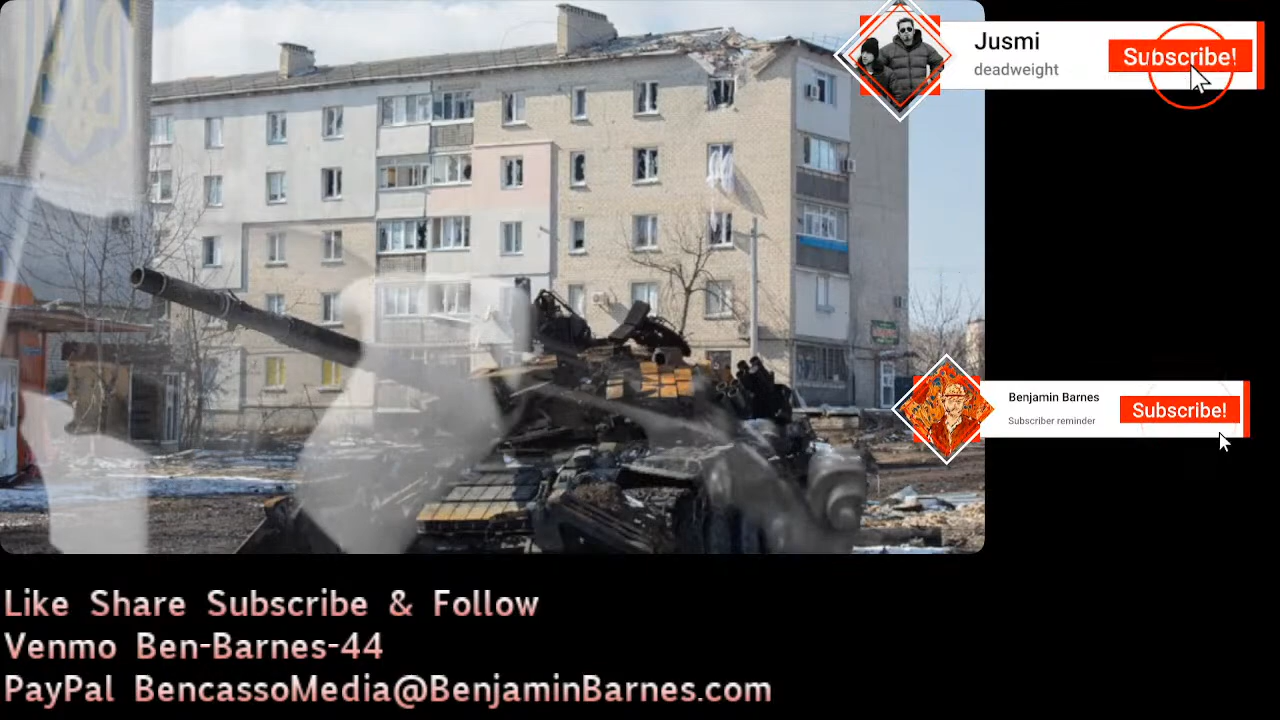 Jusmi
deadweight
Subscribe!
Benjamin Barnes
Subscriber reminder
Subscribe!
Like Share Subscribe & Follow
Venmo Ben-Barnes-44
PayPal BencassoMedia@BenjaminBarnes.com